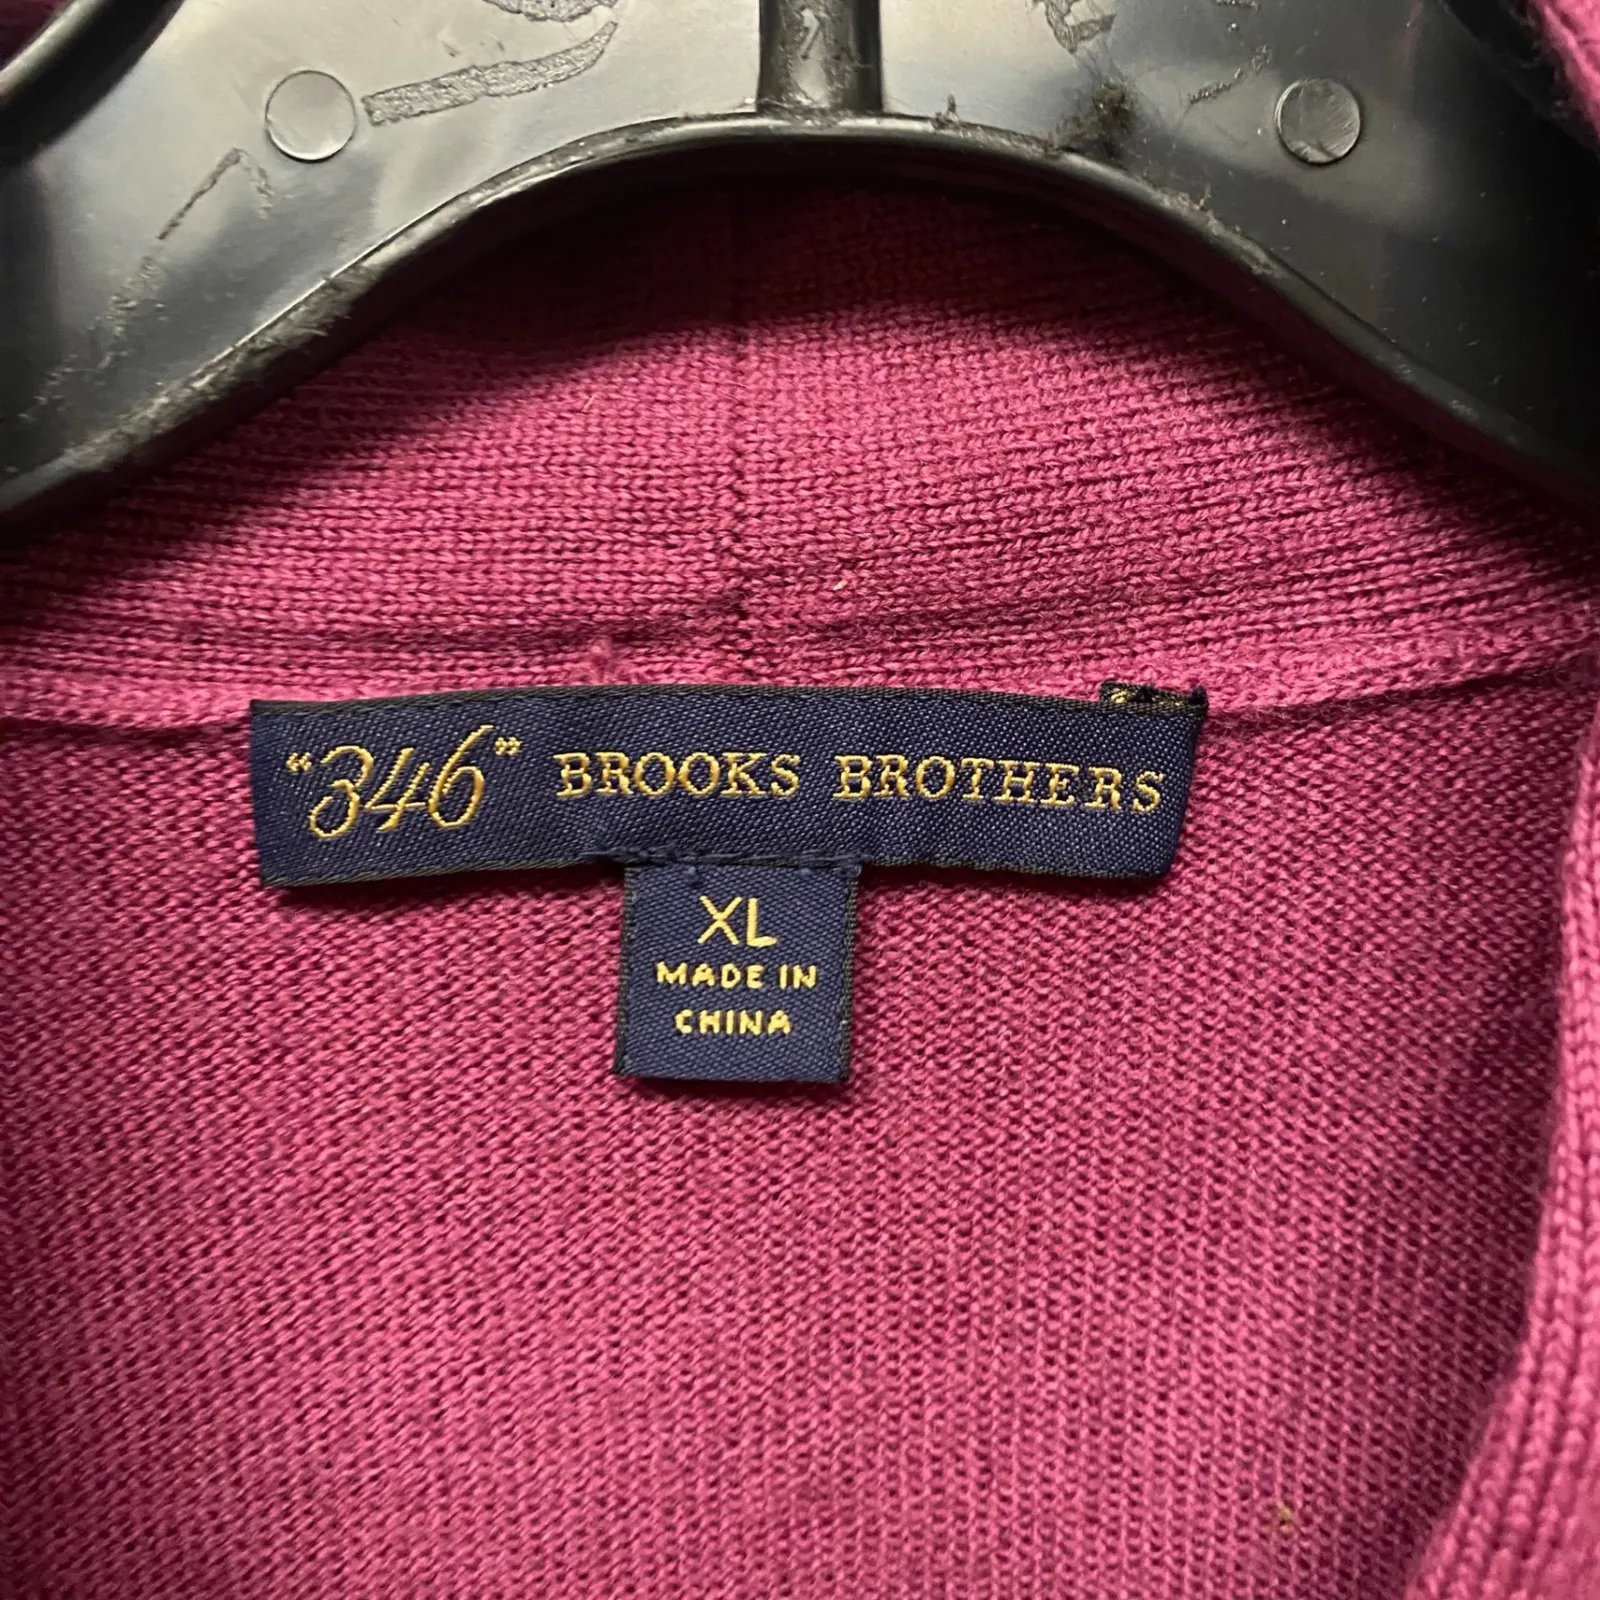 “346” BROOKS BROTHERS
XL
MADE IN
CHINA